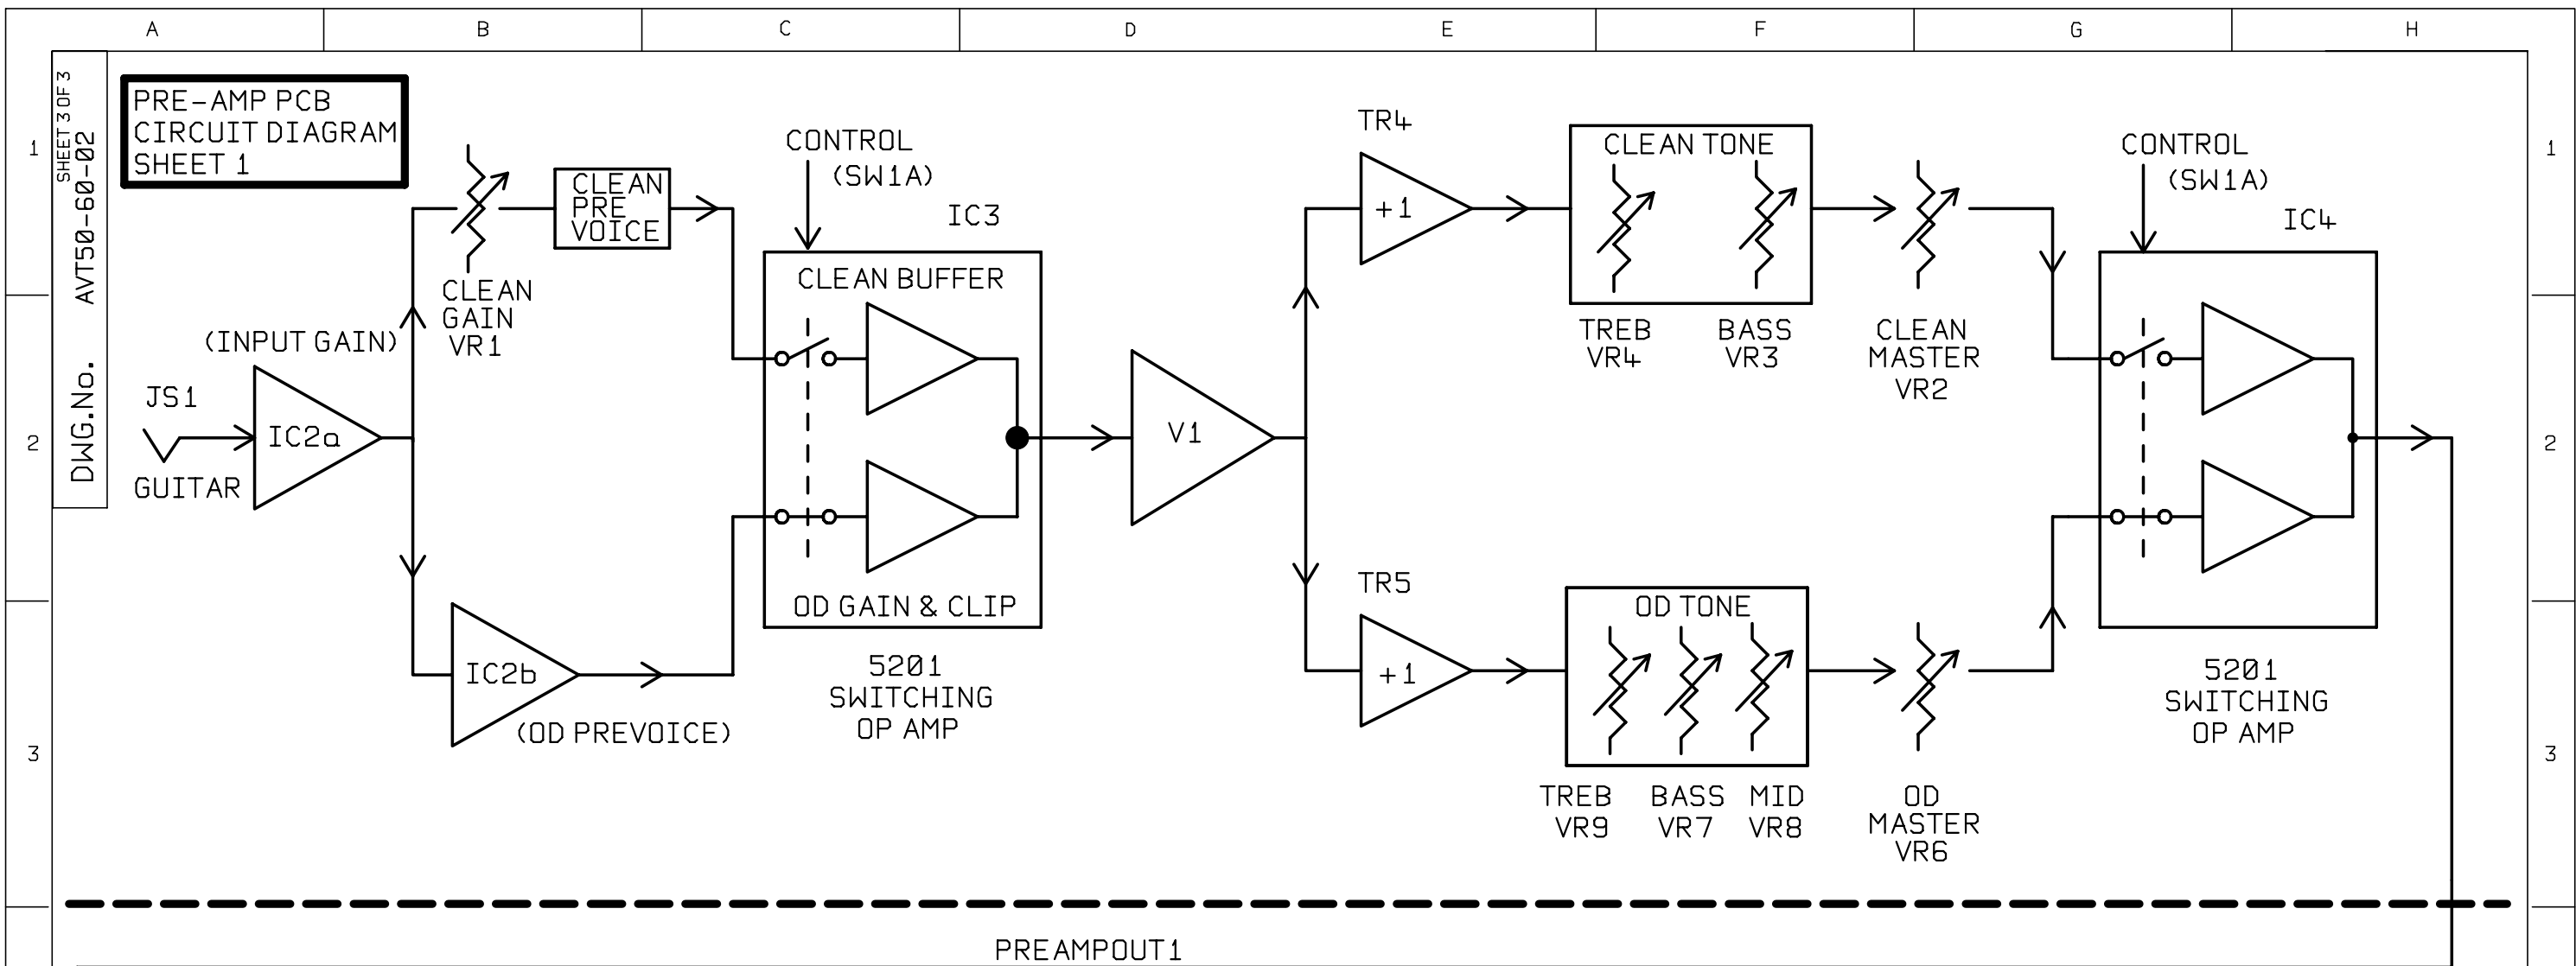 A B C D E F G H
SHEET 3 OF 3
DWG.No. AVT50-60-02
PRE-AMP PCB
CIRCUIT DIAGRAM
SHEET 1
1
2
3
JS1
GUITAR
(INPUT GAIN)
IC2a
CLEAN
GAIN
VR1
CLEAN
PRE
VOICE
IC2b
(OD PREVOICE)
CONTROL
(SW1A)
IC3
CLEAN BUFFER
OD GAIN & CLIP
5201
SWITCHING
OP AMP
V1
TR4
+1
CLEAN TONE
TREB
VR4
BASS
VR3
CLEAN
MASTER
VR2
TR5
+1
OD TONE
TREB
VR9
BASS
VR7
MID
VR8
OD
MASTER
VR6
CONTROL
(SW1A)
IC4
5201
SWITCHING
OP AMP
1
2
3
PREAMPOUT1